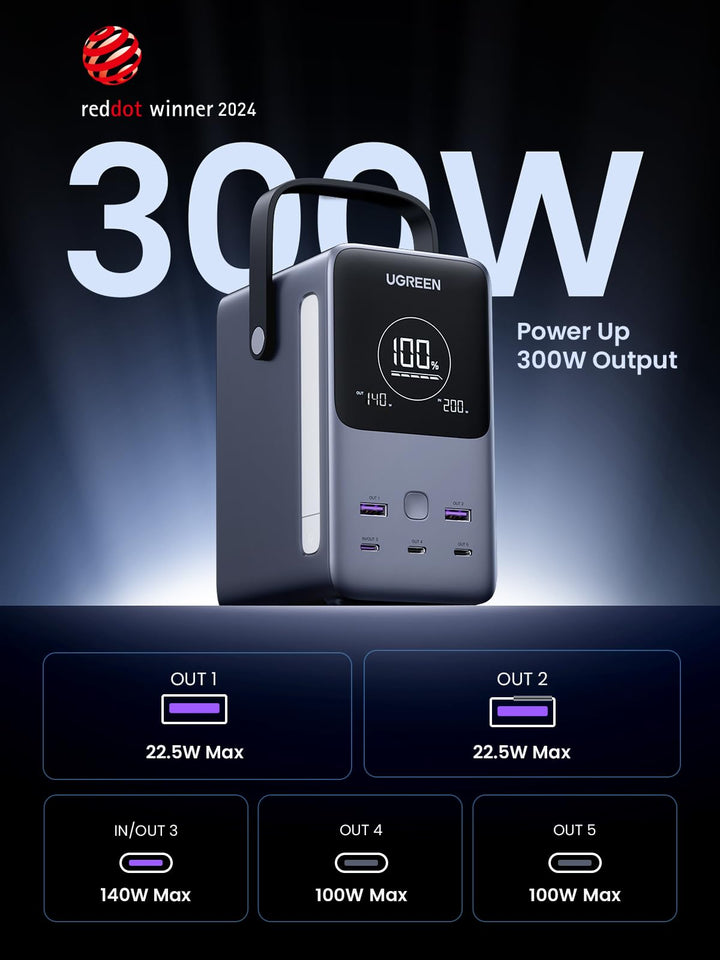 reddot winner 2024
300W
Power Up
300W Output
UGREEN
100%
OUT 140
IN 200
OUT 1
OUT 2
IN/OUT 3
OUT 4
OUT 5
OUT 1
22.5W Max
OUT 2
22.5W Max
IN/OUT 3
140W Max
OUT 4
100W Max
OUT 5
100W Max